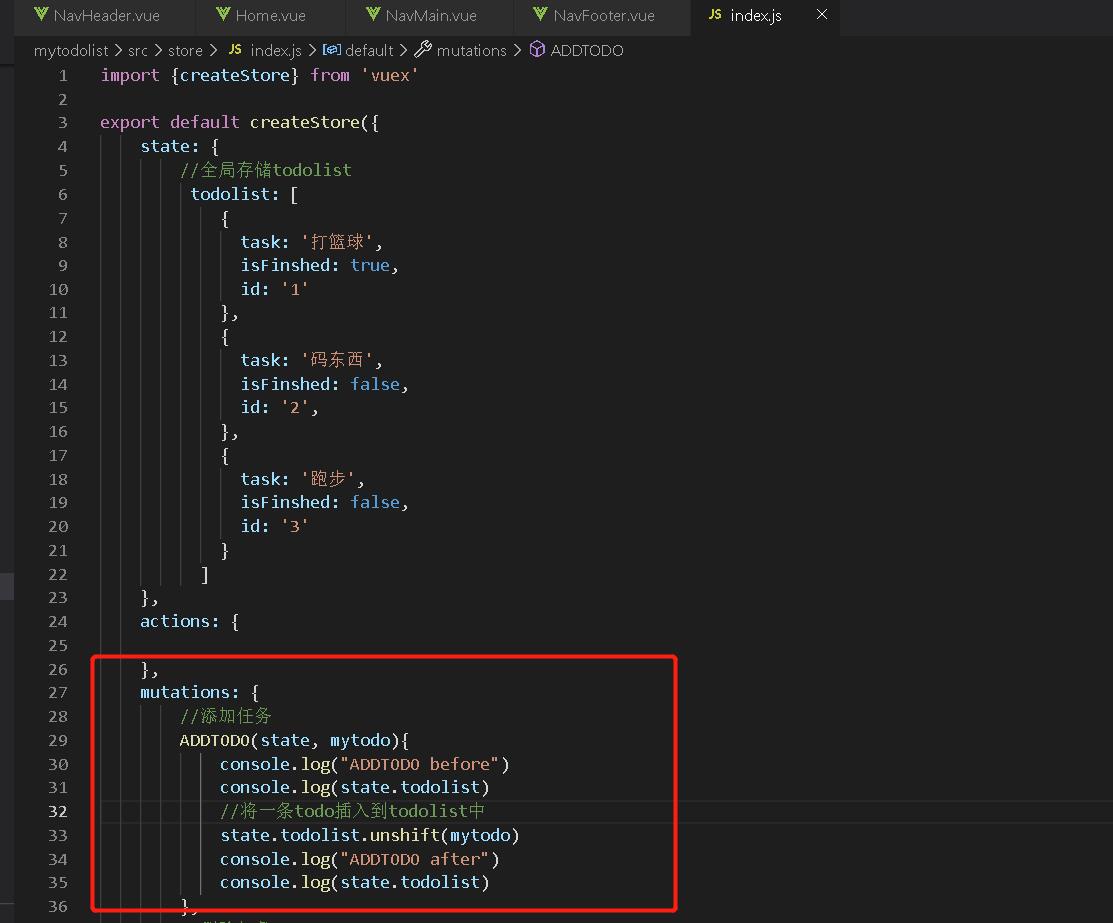 NavHeader.vue Home.vue NavMain.vue NavFooter.vue JS index.js
mytodolist > src > store > JS index.js > default > mutations > ADDTODO
1 import {createStore} from 'vuex'
2
3 export default createStore({
4 state: {
5 //全局存储todolist
6 todolist: [
7 {
8 task: '打篮球',
9 isFinshed: true,
10 id: '1'
11 },
12 {
13 task: '码东西',
14 isFinshed: false,
15 id: '2',
16 },
17 {
18 task: '跑步',
19 isFinshed: false,
20 id: '3'
21 }
22 ]
23 },
24 actions: {
25
26 },
27 mutations: {
28 //添加任务
29 ADDTODO(state, mytodo){
30 console.log("ADDTODO before")
31 console.log(state.todolist)
32 //将一条todo插入到todolist中
33 state.todolist.unshift(mytodo)
34 console.log("ADDTODO after")
35 console.log(state.todolist)
36 },